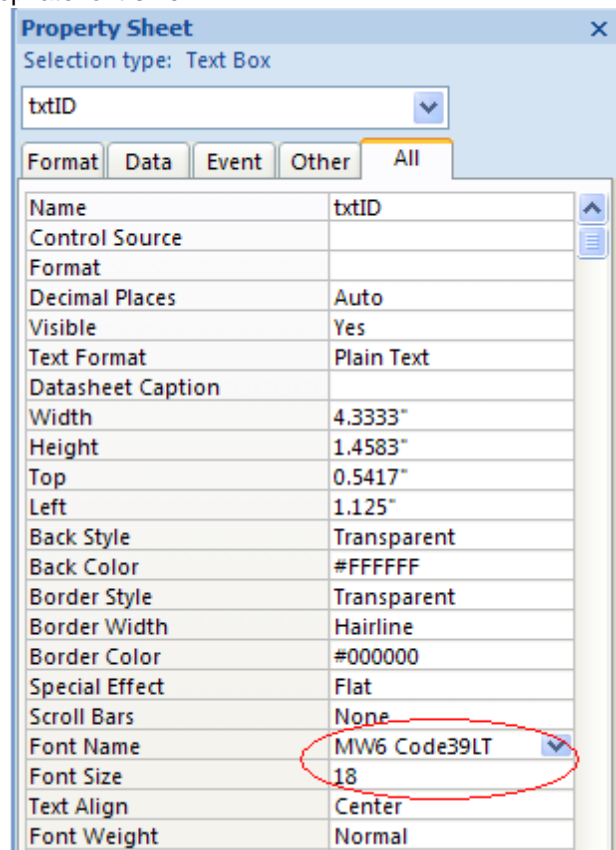 Property Sheet
Selection type: Text Box
txtID
Format Data Event Other All
Name txtID
Control Source
Format
Decimal Places Auto
Visible Yes
Text Format Plain Text
Datasheet Caption
Width 4.3333"
Height 1.4583"
Top 0.5417"
Left 1.125"
Back Style Transparent
Back Color #FFFFFF
Border Style Transparent
Border Width Hairline
Border Color #000000
Special Effect Flat
Scroll Bars None
Font Name MW6 Code39LT
Font Size 18
Text Align Center
Font Weight Normal